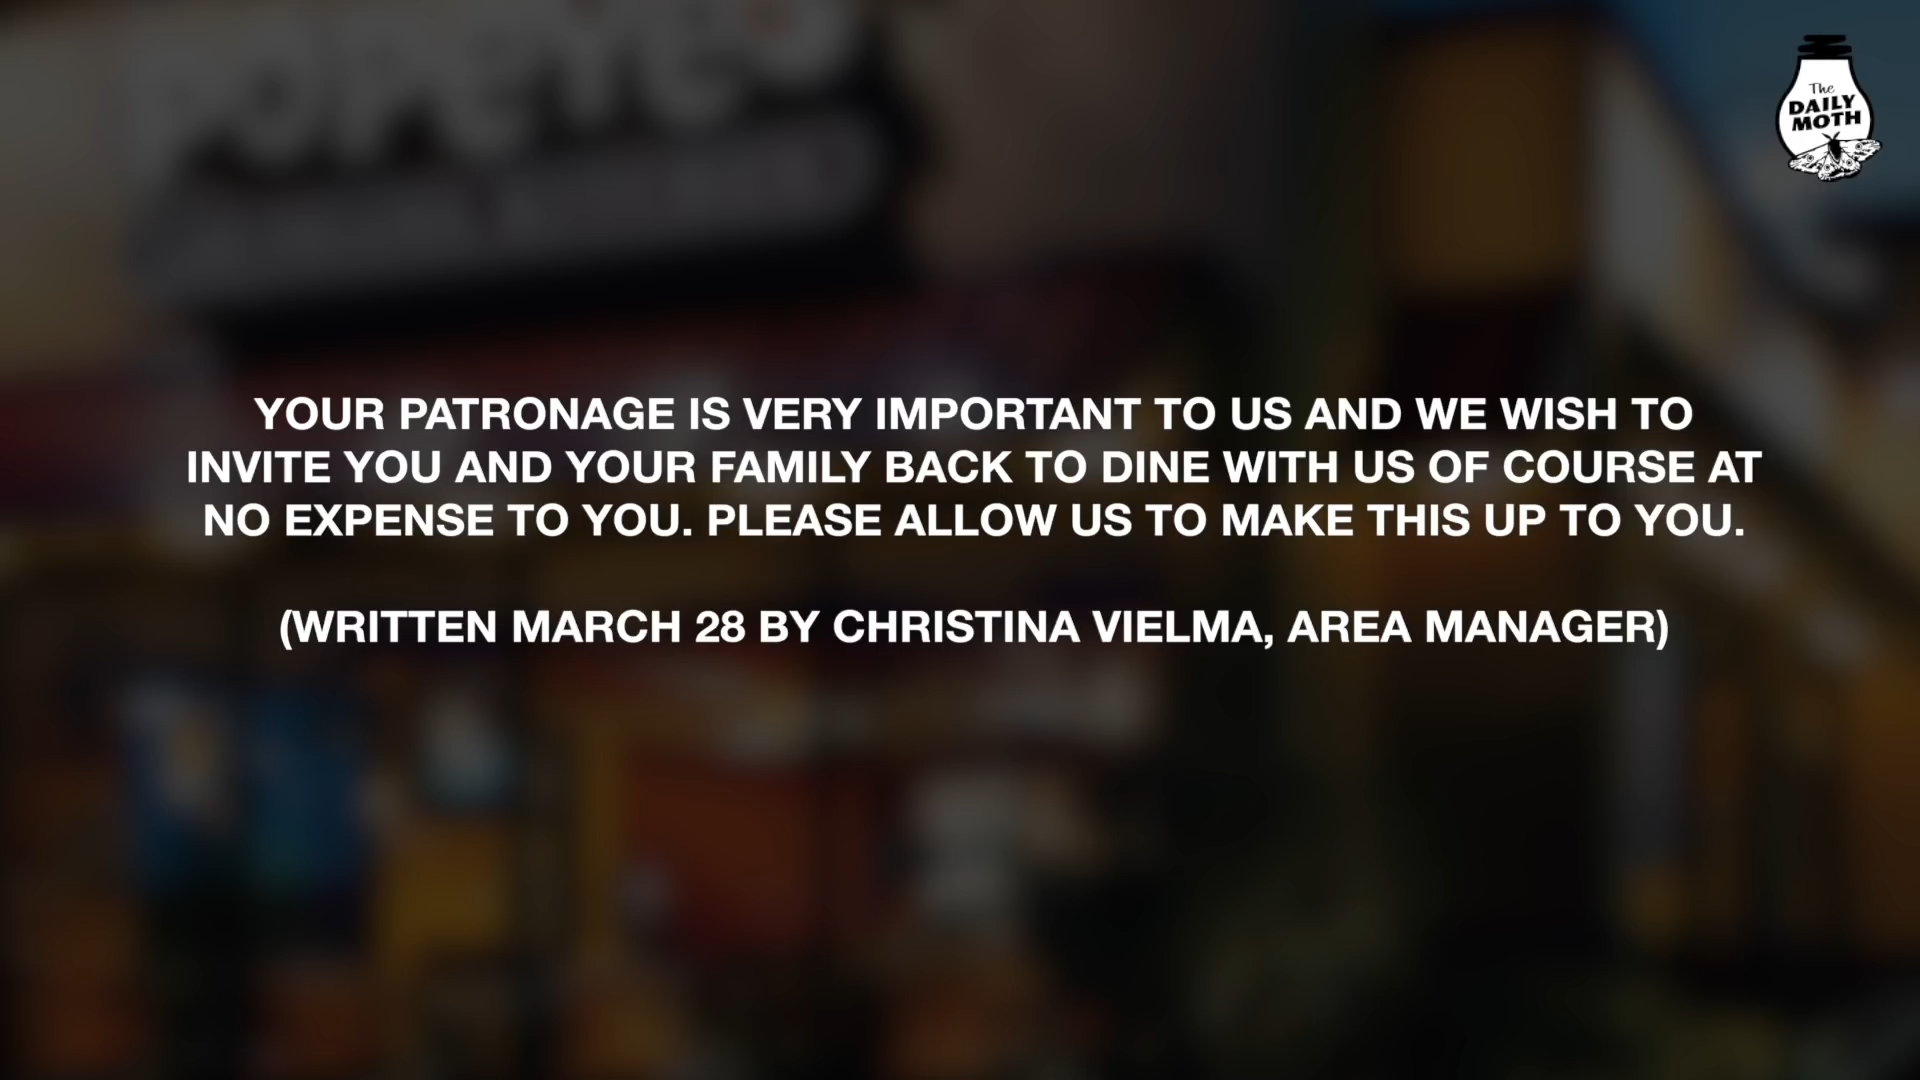 The
DAILY
MOTH
YOUR PATRONAGE IS VERY IMPORTANT TO US AND WE WISH TO
INVITE YOU AND YOUR FAMILY BACK TO DINE WITH US OF COURSE AT
NO EXPENSE TO YOU. PLEASE ALLOW US TO MAKE THIS UP TO YOU.
(WRITTEN MARCH 28 BY CHRISTINA VIELMA, AREA MANAGER)